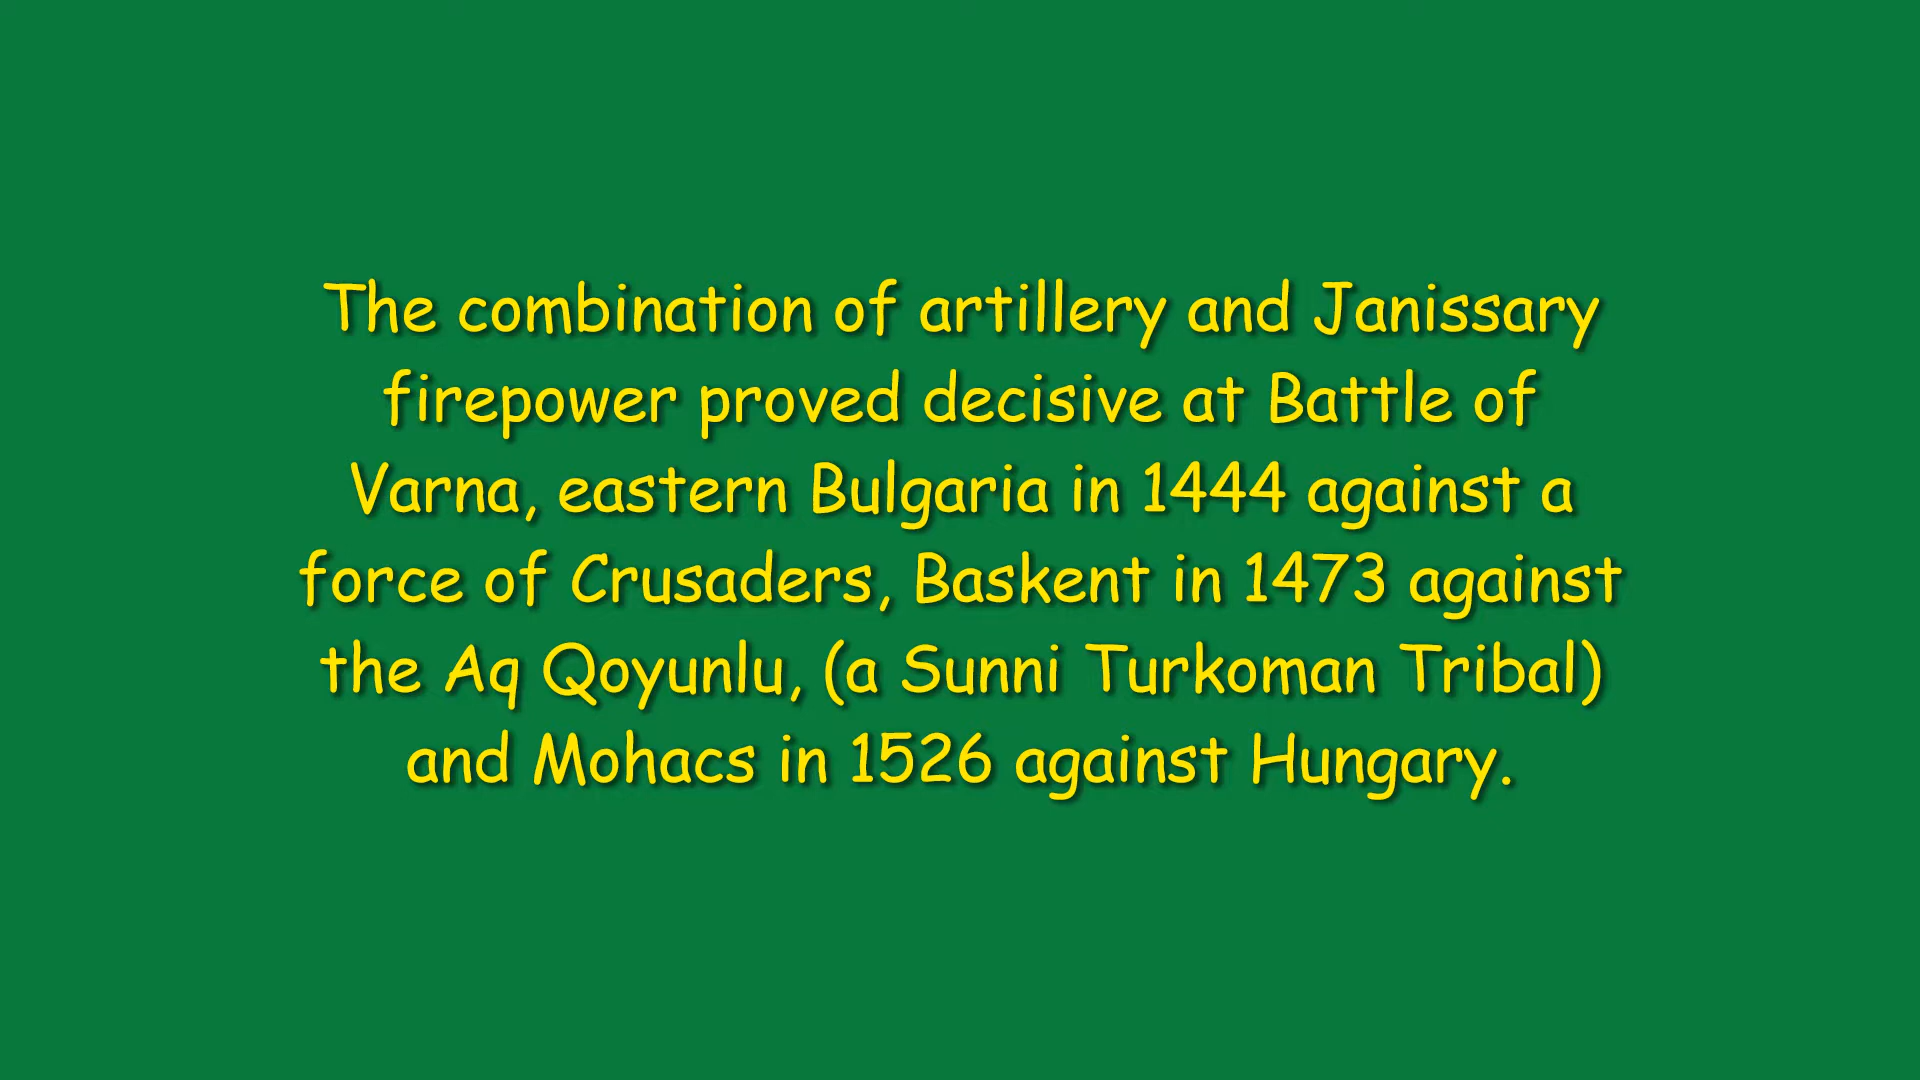 The combination of artillery and Janissary
firepower proved decisive at Battle of
Varna, eastern Bulgaria in 1444 against a
force of Crusaders, Baskent in 1473 against
the Aq Qoyunlu, (a Sunni Turkoman Tribal)
and Mohacs in 1526 against Hungary.